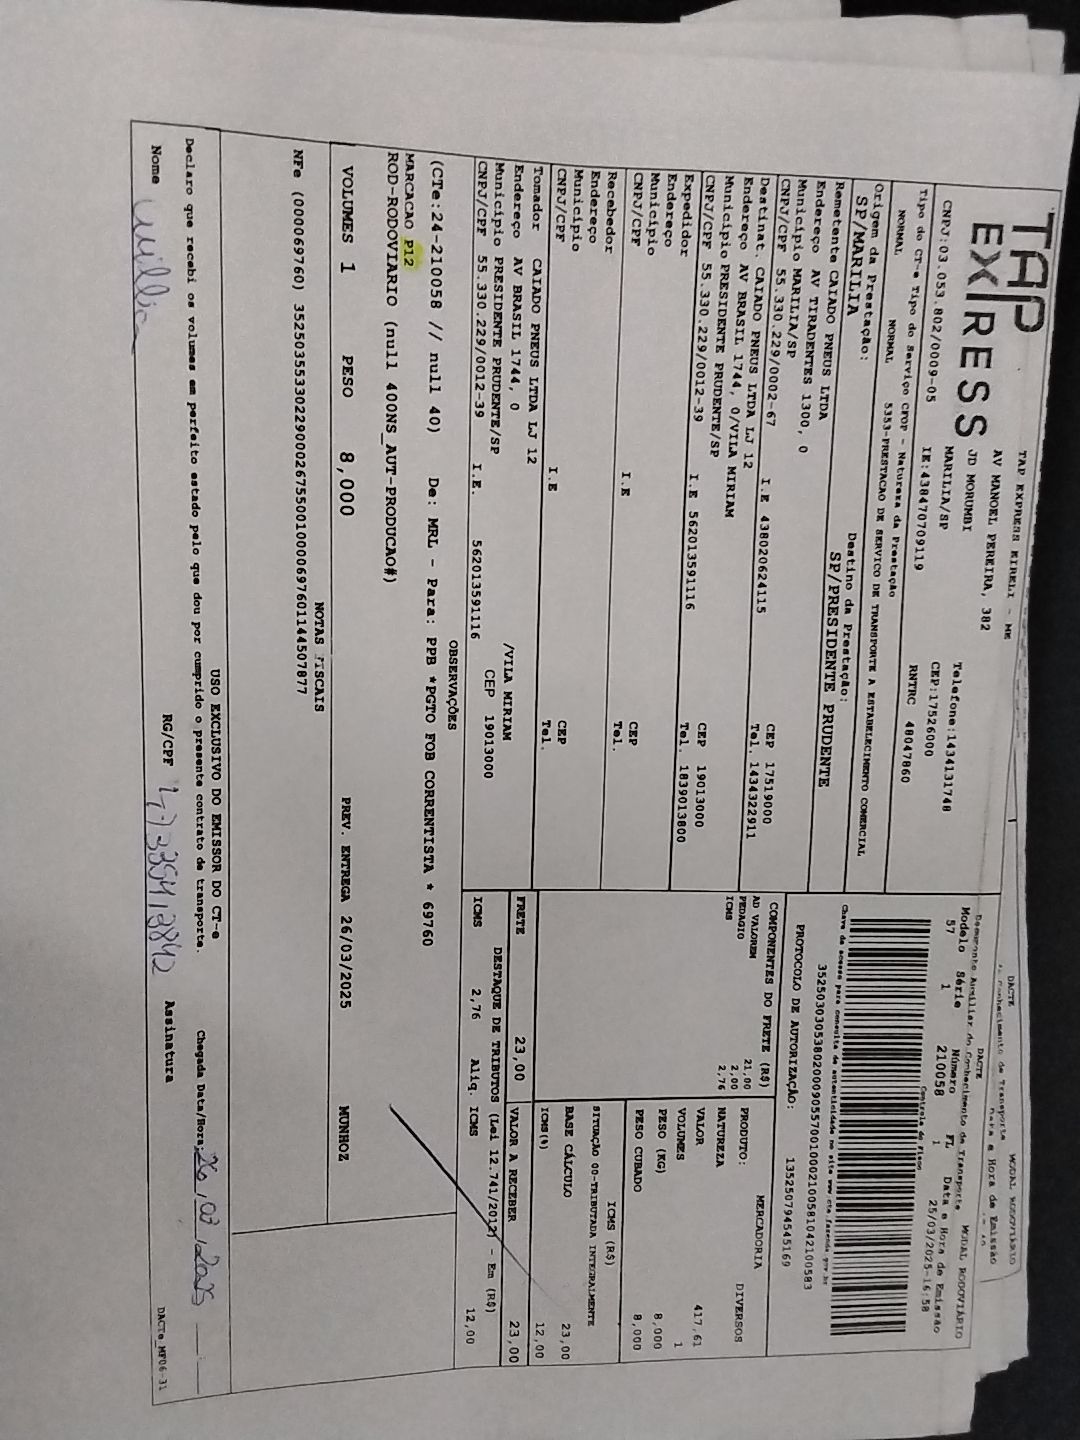 TAP
EXPRESS
TAP EXPRESS EIRELI - ME
AV MANOEL PEREIRA, 382
JD MORUMBI
MARILIA/SP
Telefone:1434131748
CEP:17526000
CNPJ:03.053.802/0009-05
IE:438470709119
RNTRC 48047860
Tipo do CT-e Tipo do Serviço CFOP - Natureza da Prestação
NORMAL NORMAL 5353-PRESTACAO DE SERVICO DE TRANSPORTE A ESTABELECIMENTO COMERCIAL
Origem da Prestação: Destino da Prestação:
SP/MARILIA SP/PRESIDENTE PRUDENTE
Remetente CAIADO PNEUS LTDA
Endereço AV TIRADENTES 1300, 0
Município MARILIA/SP CEP 17519000
CNPJ/CPF 55.330.229/0002-67 I.E 438020624115 Tel. 1434322911
Destinat. CAIADO PNEUS LTDA LJ 12
Endereço AV BRASIL 1744, 0/VILA MIRIAM
Município PRESIDENTE PRUDENTE/SP CEP 19013000
CNPJ/CPF 55.330.229/0012-39 I.E 562013591116 Tel. 1839013800
Expedidor
Endereço
Município CEP
CNPJ/CPF I.E Tel.
Recebedor
Endereço
Município CEP
CNPJ/CPF I.E Tel.
Tomador CAIADO PNEUS LTDA LJ 12
Endereço AV BRASIL 1744, 0 /VILA MIRIAM
Município PRESIDENTE PRUDENTE/SP CEP 19013000
CNPJ/CPF 55.330.229/0012-39 I.E. 562013591116
DACTE
MODAL RODOVIÁRIO
DACTE
Documento Auxiliar do Conhecimento de Transporte MODAL RODOVIÁRIO
Modelo Série Número FL Data e Hora de Emissão
57 1 210058 1 25/03/2025-16:58
Controle do Fisco
Chave de acesso para consulta de autenticidade no site www.cte.fazenda.gov.br
35250303053802000905570010002100581042100583
PROTOCOLO DE AUTORIZAÇÃO: 135250794545169
COMPONENTES DO FRETE (R$)
AD VALOREM 21,00
PEDAGIO 2,00
ICMS 2,76
MERCADORIA
PRODUTO:
NATUREZA DIVERSOS
VALOR 417,61
VOLUMES 1
PESO (KG) 8,000
PESO CUBADO 8,000
ICMS (R$)
SITUAÇÃO 00-TRIBUTADA INTEGRALMENTE
BASE CÁLCULO 23,00
ICMS(%) 12,00
FRETE 23,00 VALOR A RECEBER 23,00
DESTAQUE DE TRIBUTOS (Lei 12.741/2012) - Em (R$)
ICMS 2,76 Aliq. ICMS 12,00
OBSERVAÇÕES
(CTe:24-210058 // null 40) De: MRL - Para: PPB *PGTO FOB CORRENTISTA * 69760
MARCACAO P12
ROD-RODOVIARIO (null 400NS_AUT-PRODUCAO#)
VOLUMES 1 PESO 8,000 PREV. ENTREGA 26/03/2025 MUNHOZ
NOTAS FISCAIS
NFe (000069760) 35250355330229000267550010000697601144507877
USO EXCLUSIVO DO EMISSOR DO CT-e
Declaro que recebi os volumes em perfeito estado pelo que dou por cumprido o presente contrato de transporte. Chegada Data/Hora: 26/03/2025
Nome RG/CPF Assinatura
DACTe_MP06-31